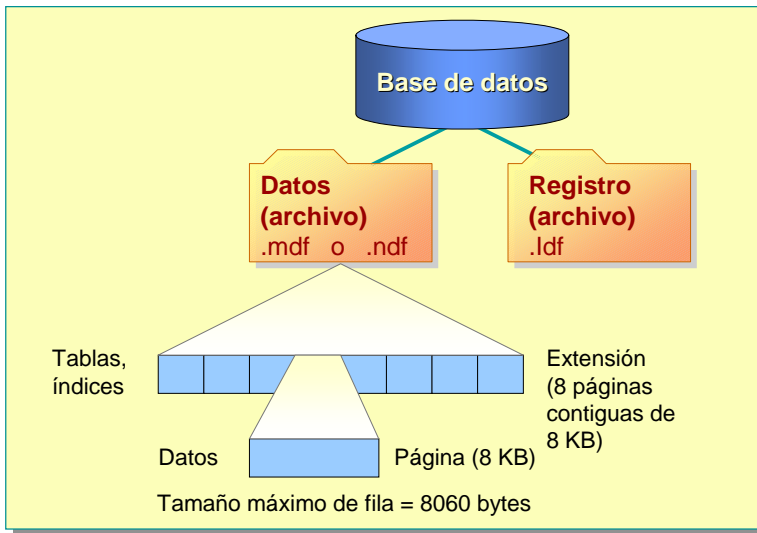 Base de datos
Datos
(archivo)
.mdf o .ndf
Registro
(archivo)
.ldf
Tablas,
índices
Extensión
(8 páginas
contiguas de
8 KB)
Datos
Página (8 KB)
Tamaño máximo de fila = 8060 bytes